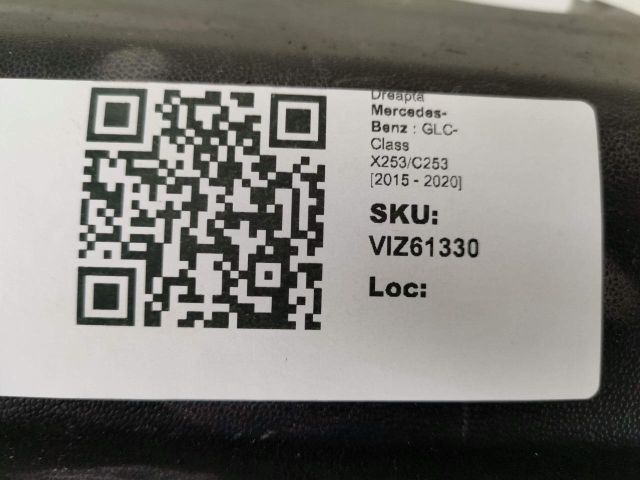 Dreapta
Mercedes-
Benz : GLC-
Class
X253/C253
[2015 - 2020]
SKU:
VIZ61330
Loc: